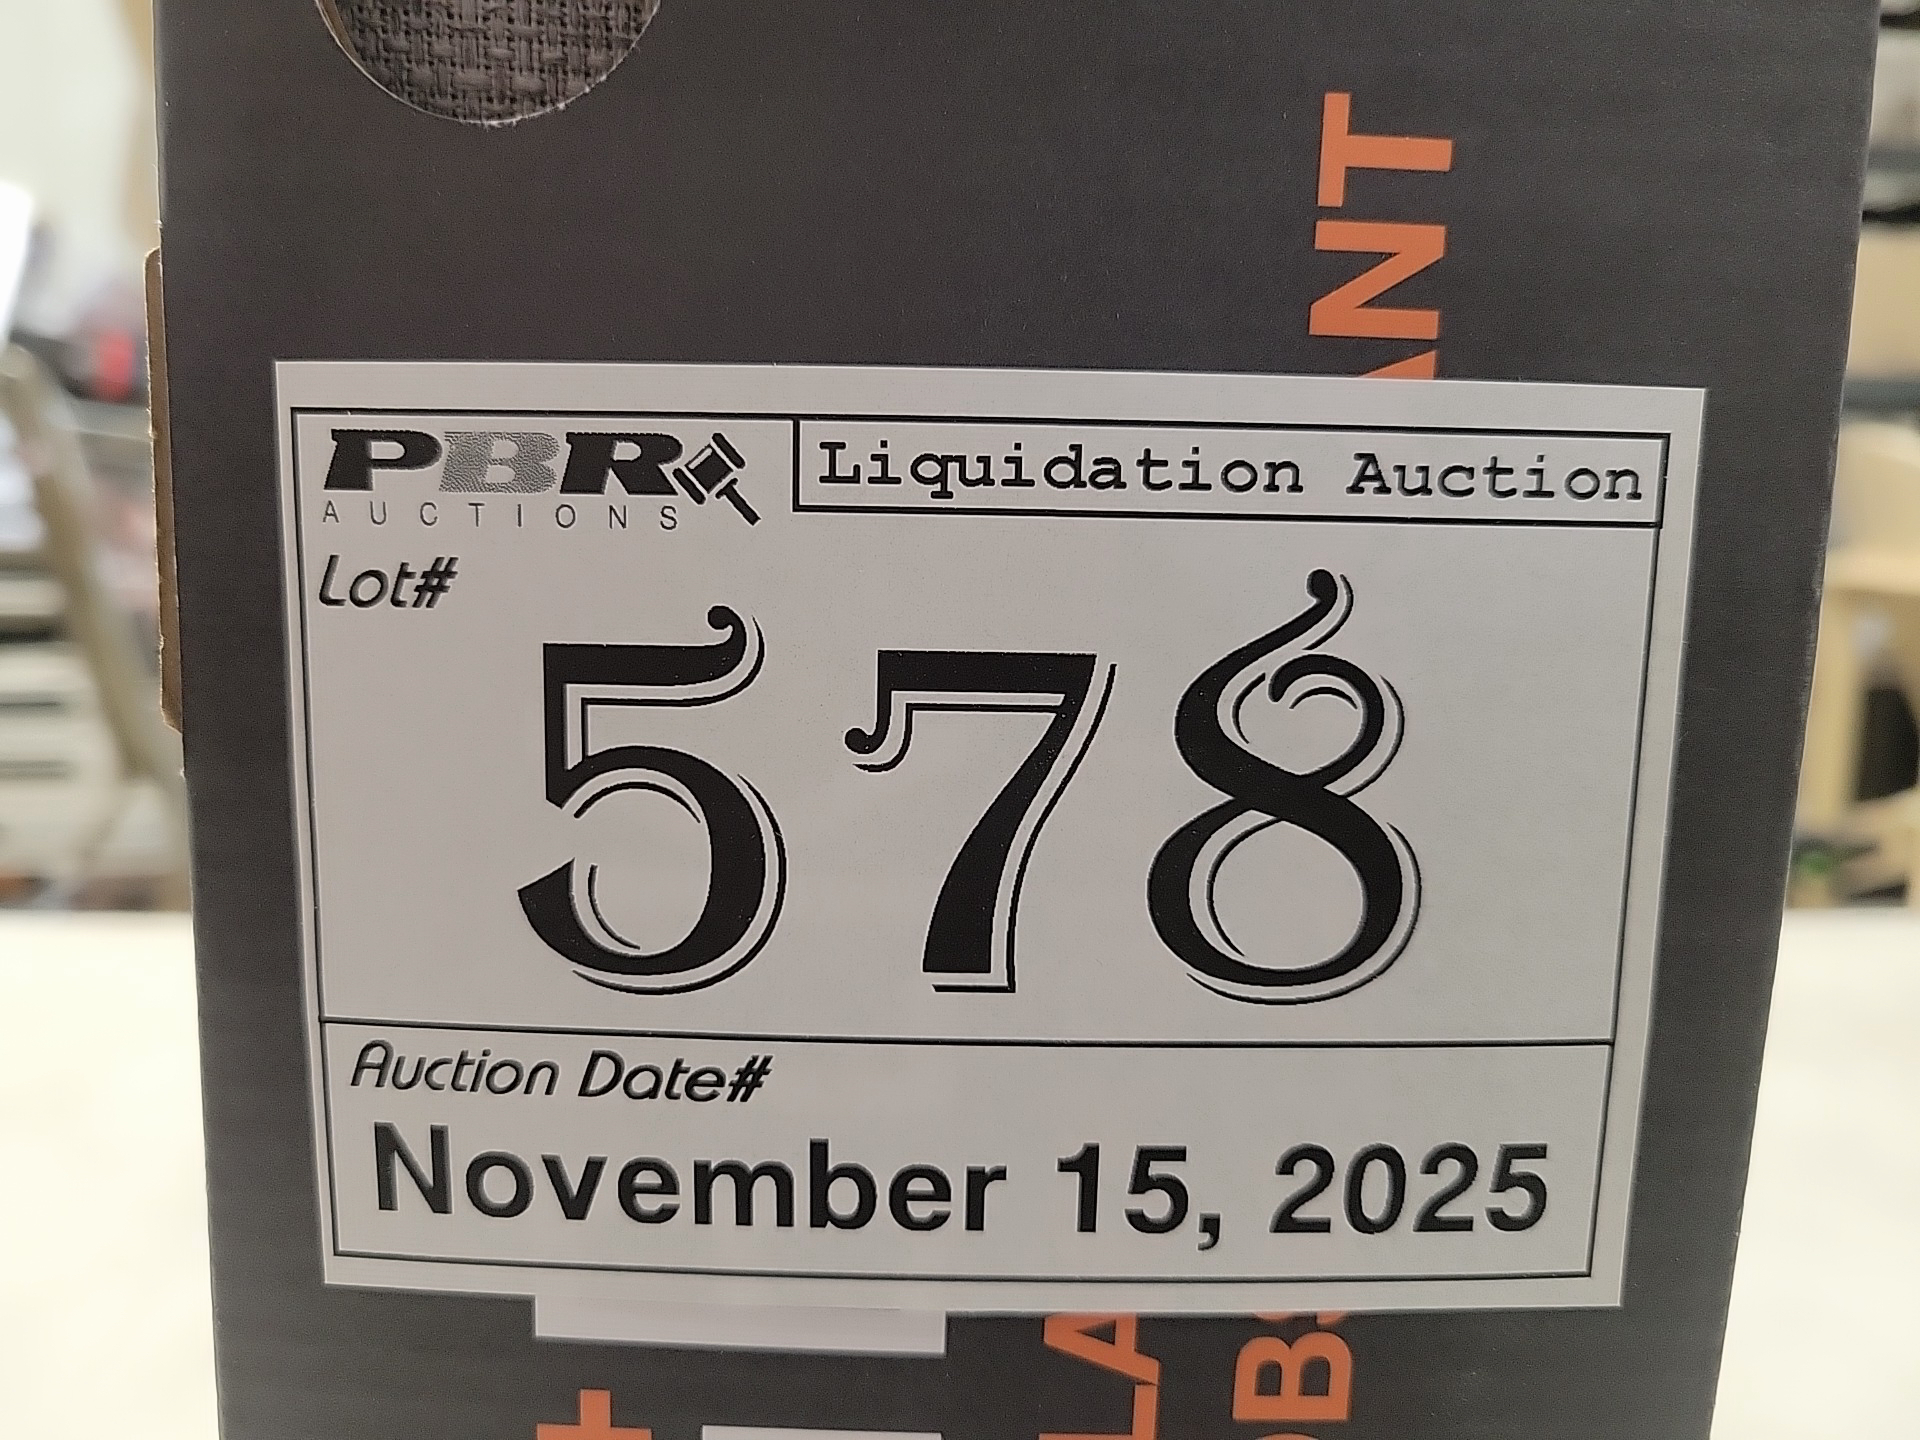 PBR
AUCTIONS
Liquidation Auction
Lot#
578
Auction Date#
November 15, 2025